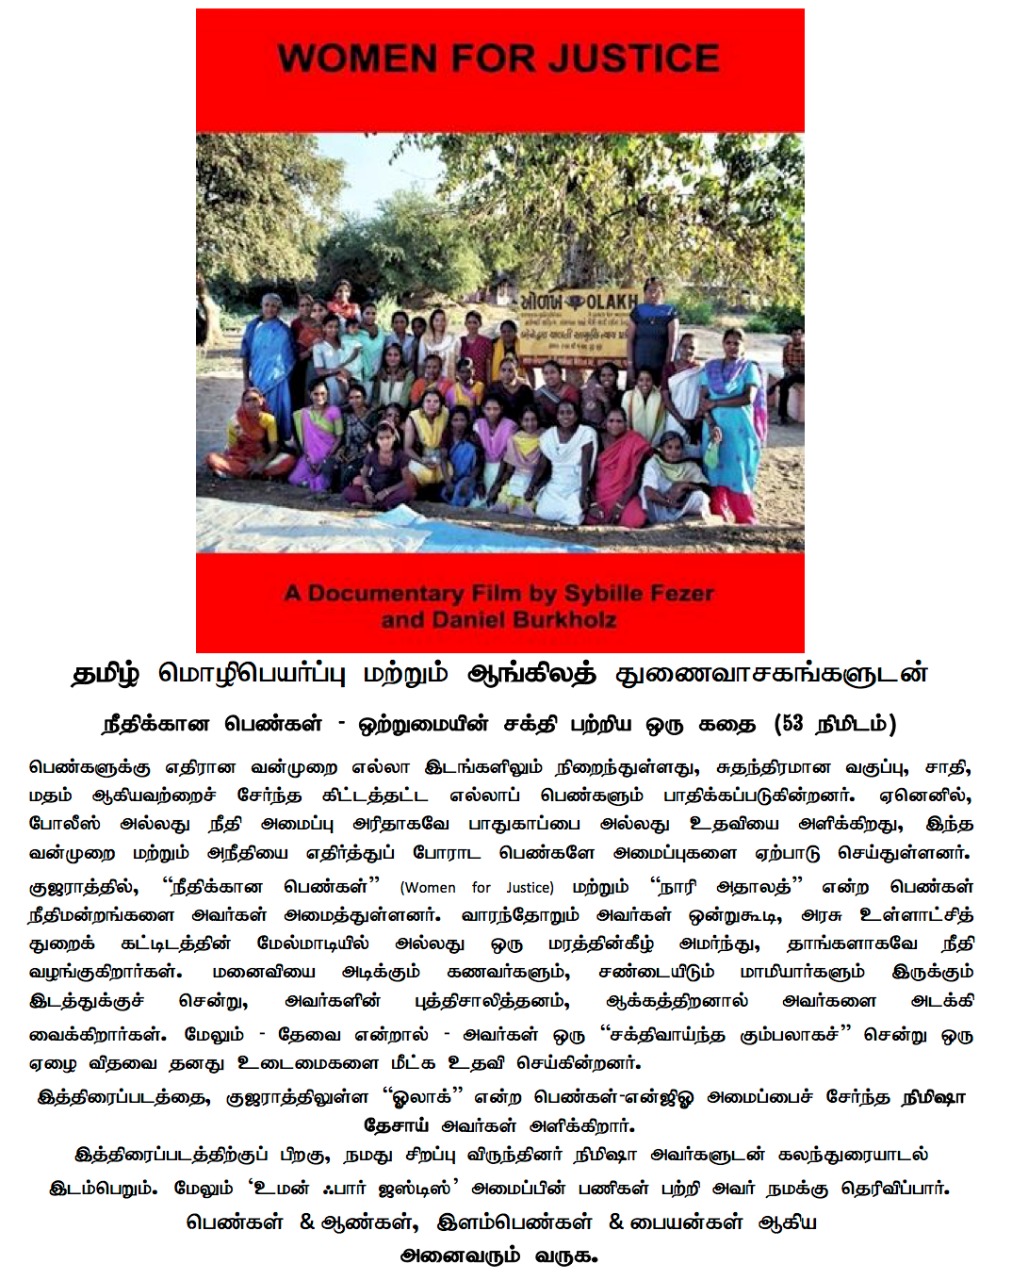 WOMEN FOR JUSTICE
ઓળખ OLAKH
A Documentary Film by Sybille Fezer
and Daniel Burkholz
தமிழ் மொழிபெயர்ப்பு மற்றும் ஆங்கிலத் துணைவாசகங்களுடன்
நீதிக்கான பெண்கள் - ஒற்றுமையின் சக்தி பற்றிய ஒரு கதை (53 நிமிடம்)
பெண்களுக்கு எதிரான வன்முறை எல்லா இடங்களிலும் நிறைந்துள்ளது, சுதந்திரமான வகுப்பு, சாதி,
மதம் ஆகியவற்றைச் சேர்ந்த கிட்டத்தட்ட எல்லாப் பெண்களும் பாதிக்கப்படுகின்றனர். ஏனெனில்,
போலீஸ் அல்லது நீதி அமைப்பு அரிதாகவே பாதுகாப்பை அல்லது உதவியை அளிக்கிறது, இந்த
வன்முறை மற்றும் அநீதியை எதிர்த்துப் போராட பெண்களே அமைப்புகளை ஏற்பாடு செய்துள்ளனர்.
குஜராத்தில், “நீதிக்கான பெண்கள்” (Women for Justice) மற்றும் “நாரி அதாலத்” என்ற பெண்கள்
நீதிமன்றங்களை அவர்கள் அமைத்துள்ளனர். வாரந்தோறும் அவர்கள் ஒன்றுகூடி, அரசு உள்ளாட்சித்
துறைக் கட்டிடத்தின் மேல்மாடியில் அல்லது ஒரு மரத்தின்கீழ் அமர்ந்து, தாங்களாகவே நீதி
வழங்குகிறார்கள். மனைவியை அடிக்கும் கணவர்களும், சண்டையிடும் மாமியார்களும் இருக்கும்
இடத்துக்குச் சென்று, அவர்களின் புத்திசாலித்தனம், ஆக்கத்திறனால் அவர்களை அடக்கி
வைக்கிறார்கள். மேலும் - தேவை என்றால் - அவர்கள் ஒரு “சக்திவாய்ந்த கும்பலாகச்” சென்று ஒரு
ஏழை விதவை தனது உடைமைகளை மீட்க உதவி செய்கின்றனர்.
இத்திரைப்படத்தை, குஜராத்திலுள்ள “ஓலாக்” என்ற பெண்கள்-என்ஜிஓ அமைப்பைச் சேர்ந்த நிமிஷா
தேசாய் அவர்கள் அளிக்கிறார்.
இத்திரைப்படத்திற்குப் பிறகு, நமது சிறப்பு விருந்தினர் நிமிஷா அவர்களுடன் கலந்துரையாடல்
இடம்பெறும். மேலும் ‘உமன் ஃபார் ஜஸ்டிஸ்’ அமைப்பின் பணிகள் பற்றி அவர் நமக்கு தெரிவிப்பார்.
பெண்கள் & ஆண்கள், இளம்பெண்கள் & பையன்கள் ஆகிய
அனைவரும் வருக.